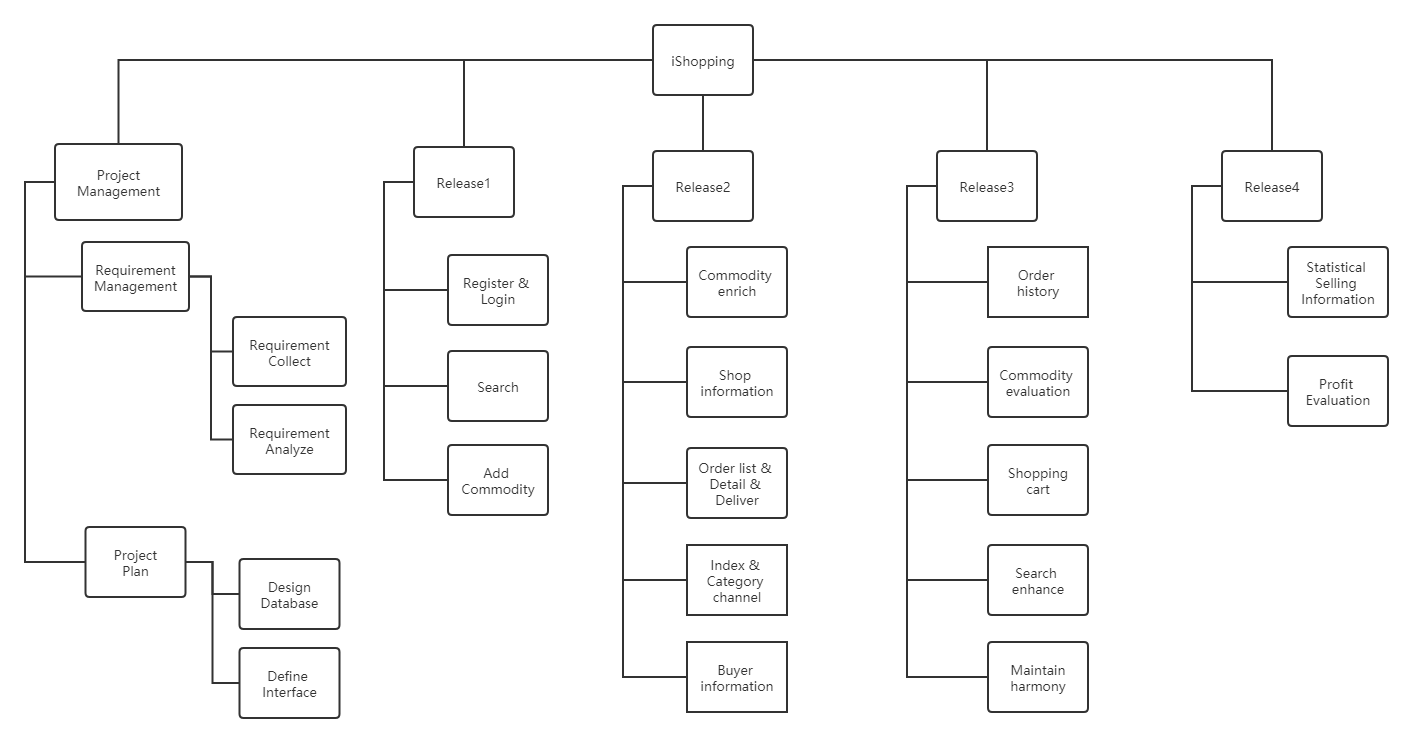 iShopping
Project
Management
Requirement
Management
Requirement
Collect
Requirement
Analyze
Project
Plan
Design
Database
Define
Interface
Release1
Register &
Login
Search
Add
Commodity
Release2
Commodity
enrich
Shop
information
Order list &
Detail &
Deliver
Index &
Category
channel
Buyer
information
Release3
Order
history
Commodity
evaluation
Shopping
cart
Search
enhance
Maintain
harmony
Release4
Statistical
Selling
Information
Profit
Evaluation